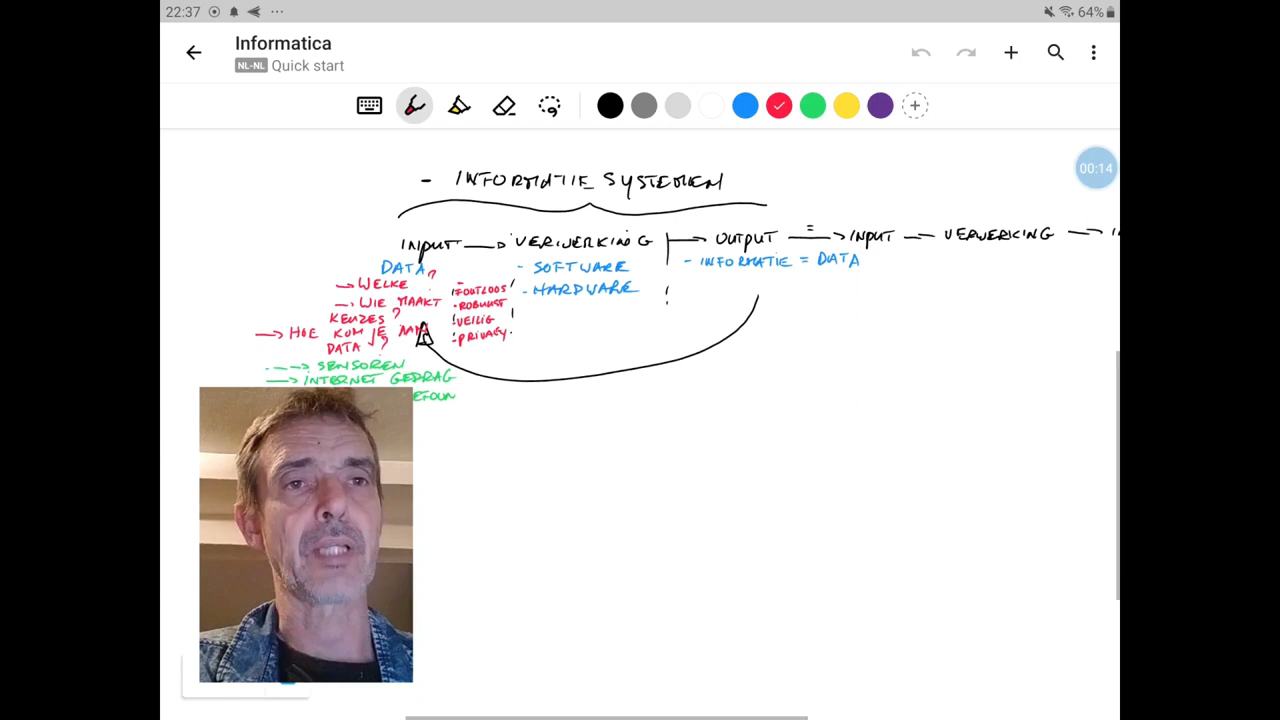 22:37
64%
Informatica
NL-NL Quick start
00:14
- INFORMATIE SYSTEMEN
INPUT → VERWERKING → OUTPUT = → INPUT → VERWERKING →
DATA
- SOFTWARE
- HARDWARE
- INFORMATIE = DATA
→ WELKE ?
→ WIE MAAKT
KEUZES ?
→ HOE KOM JE AAN
DATA ?
- FOUTLOOS
- ROBUUST
- VEILIG
- PRIVACY
→ SENSOREN
→ INTERNET GEDRAG